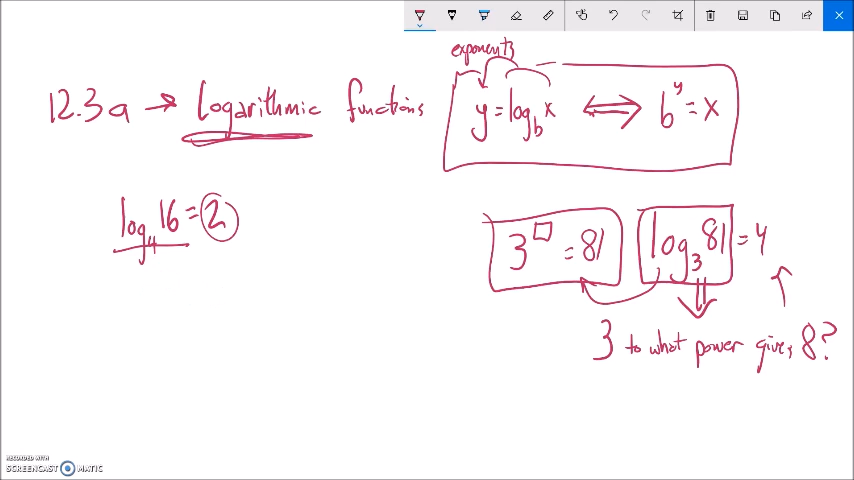 exponents
12.3a → Logarithmic functions
y = log_b x ⟺ b^y = x
log_4 16 = 2
3^□ = 81
log_3 81 = 4
3 to what power gives 8?
RECORDED WITH
SCREENCAST MATIC